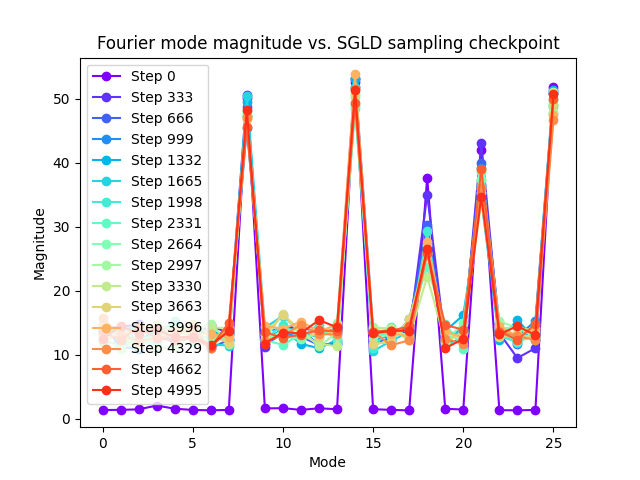 Fourier mode magnitude vs. SGLD sampling checkpoint
Step 0
Step 333
Step 666
Step 999
Step 1332
Step 1665
Step 1998
Step 2331
Step 2664
Step 2997
Step 3330
Step 3663
Step 3996
Step 4329
Step 4662
Step 4995
Magnitude
50
40
30
20
10
0
0 5 10 15 20 25
Mode